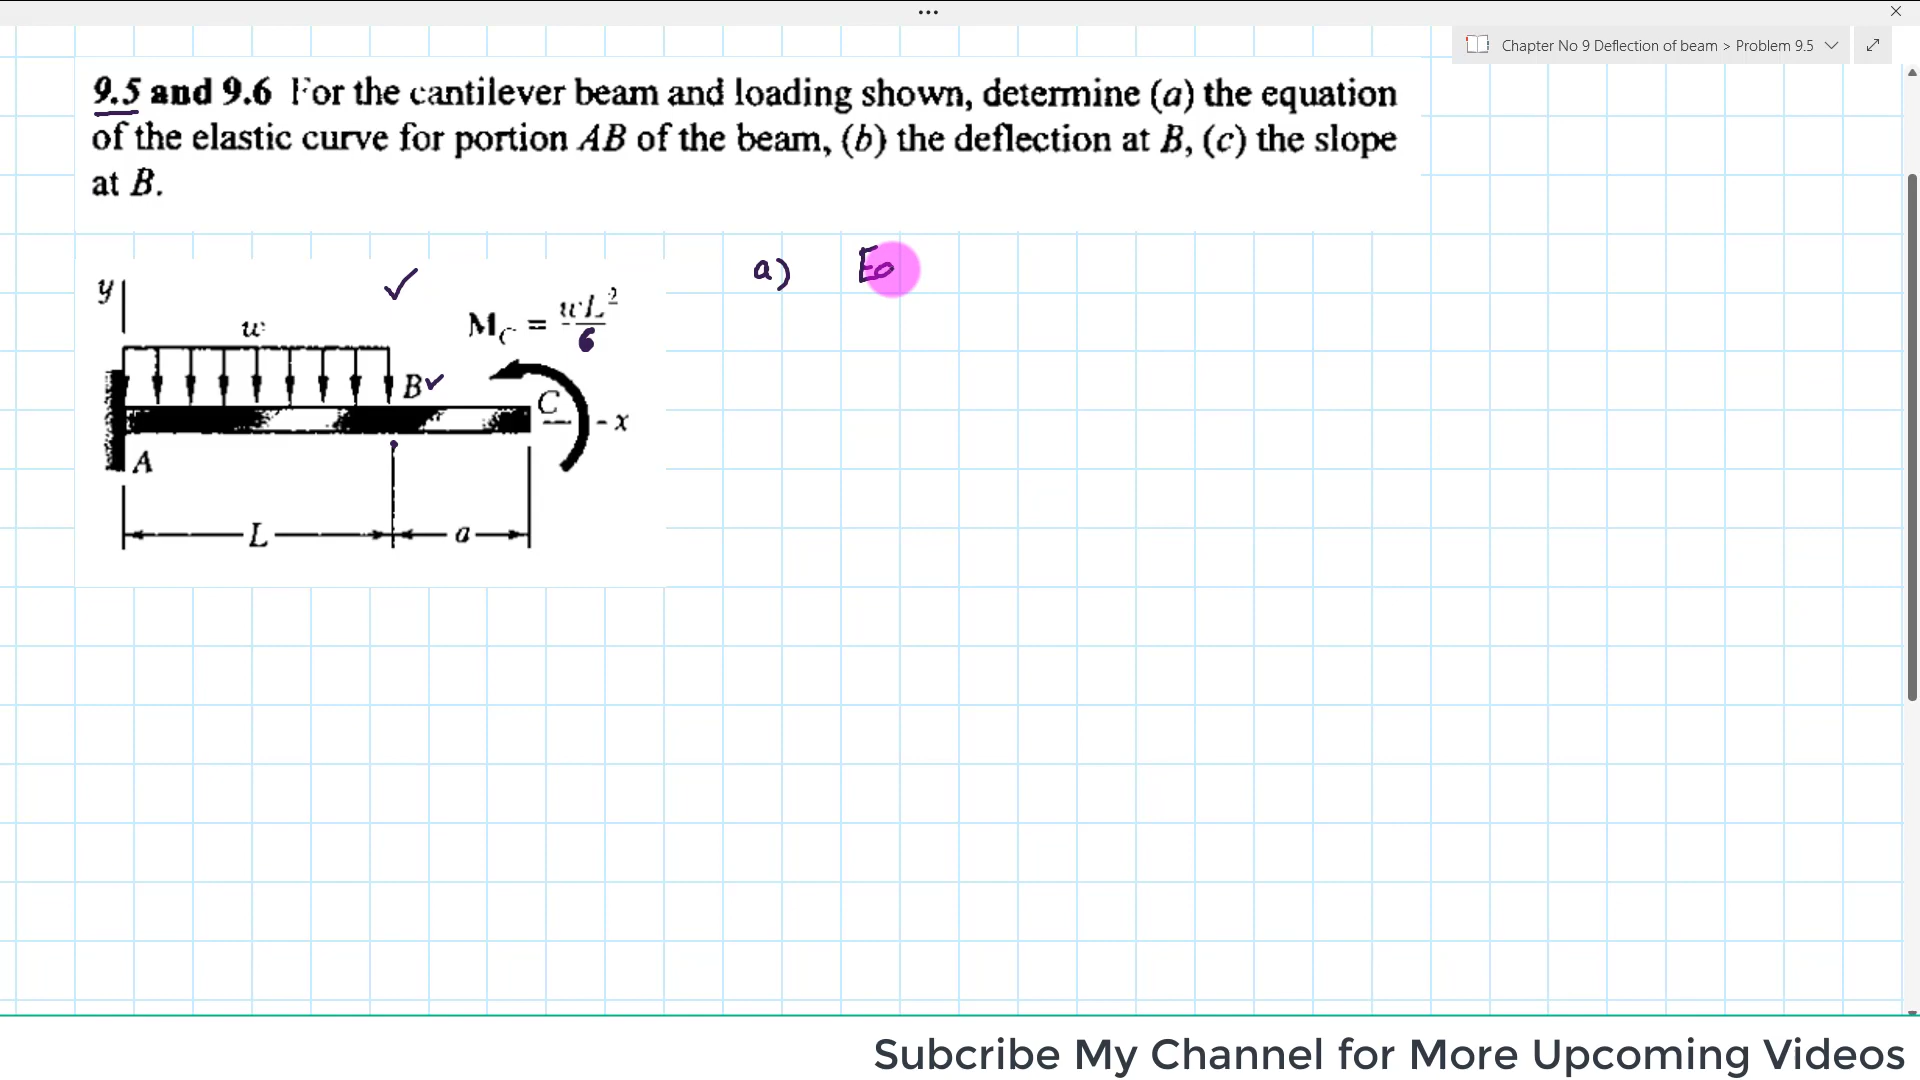 Chapter No 9 Deflection of beam > Problem 9.5
9.5 and 9.6 For the cantilever beam and loading shown, determine (a) the equation
of the elastic curve for portion AB of the beam, (b) the deflection at B, (c) the slope
at B.
a)
y
w
M_C = wL²/6
B
C
x
A
L
a
Subcribe My Channel for More Upcoming Videos